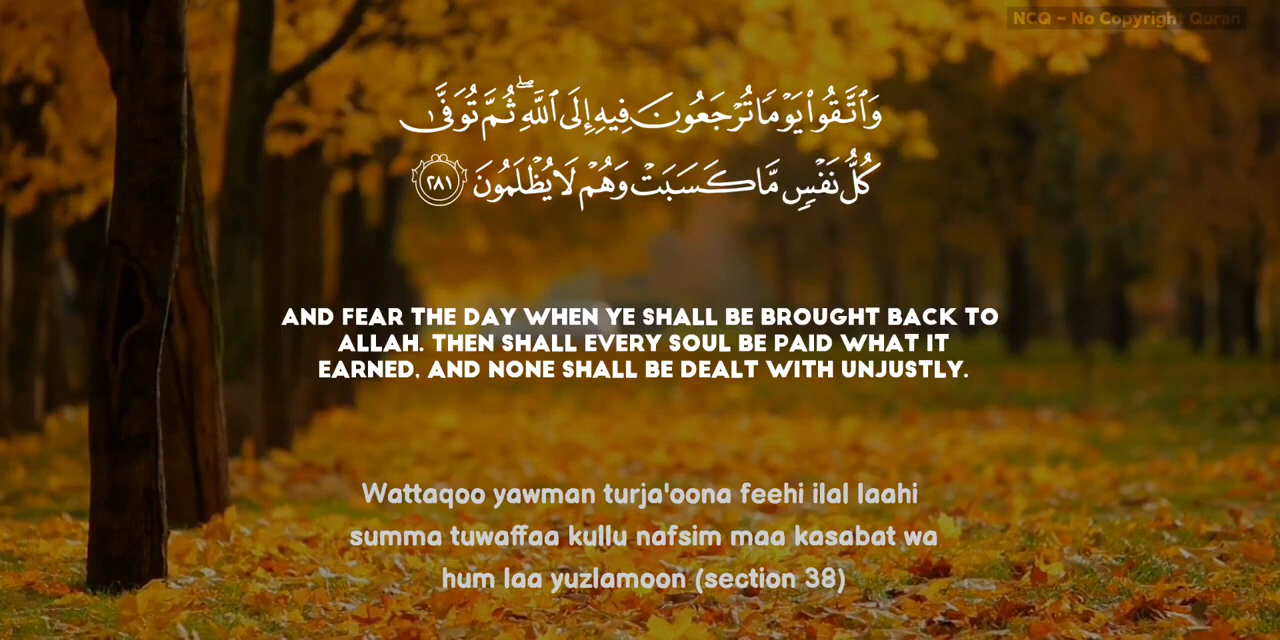 NCQ - No Copyright Quran
وَٱتَّقُوا۟ يَوْمًا تُرْجَعُونَ فِيهِ إِلَى ٱللَّهِ ۖ ثُمَّ تُوَفَّىٰ
كُلُّ نَفْسٍ مَّا كَسَبَتْ وَهُمْ لَا يُظْلَمُونَ ٢٨١
AND FEAR THE DAY WHEN YE SHALL BE BROUGHT BACK TO
ALLAH. THEN SHALL EVERY SOUL BE PAID WHAT IT
EARNED, AND NONE SHALL BE DEALT WITH UNJUSTLY.
Wattaqoo yawman turja'oona feehi ilal laahi
summa tuwaffaa kullu nafsim maa kasabat wa
hum laa yuzlamoon (section 38)